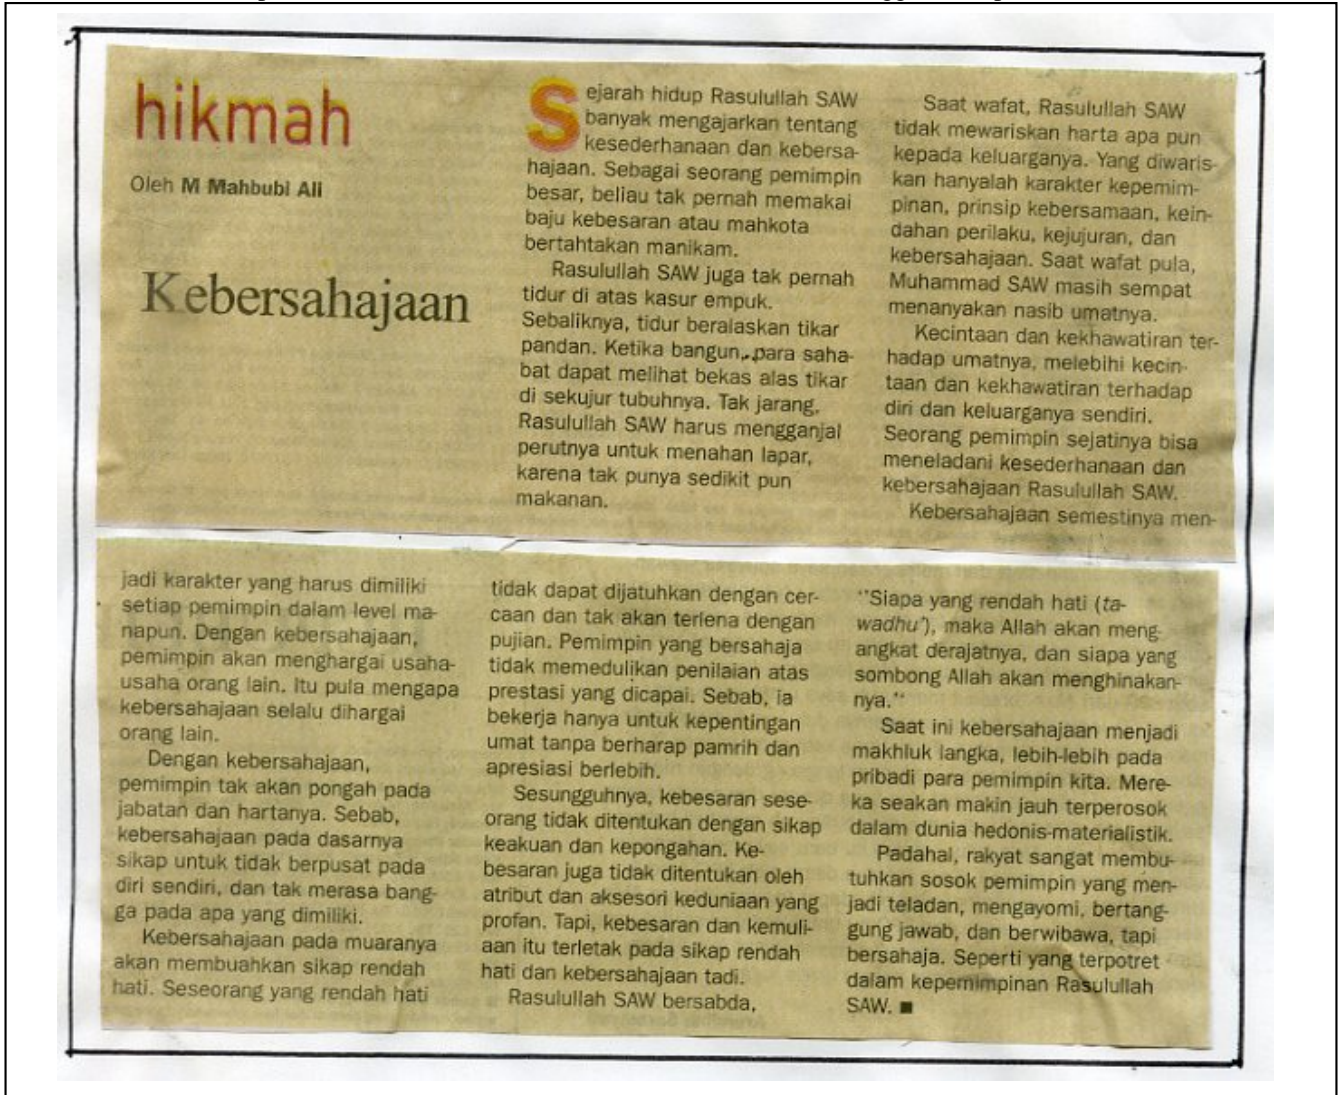 hikmah
Oleh M Mahbubi Ali
Kebersahajaan
Sejarah hidup Rasulullah SAW
banyak mengajarkan tentang
kesederhanaan dan kebersa-
hajaan. Sebagai seorang pemimpin
besar, beliau tak pernah memakai
baju kebesaran atau mahkota
bertahtakan manikam.
Rasulullah SAW juga tak pernah
tidur di atas kasur empuk.
Sebaliknya, tidur beralaskan tikar
pandan. Ketika bangun, para saha-
bat dapat melihat bekas alas tikar
di sekujur tubuhnya. Tak jarang,
Rasulullah SAW harus mengganjal
perutnya untuk menahan lapar,
karena tak punya sedikit pun
makanan.
Saat wafat, Rasulullah SAW
tidak mewariskan harta apa pun
kepada keluarganya. Yang diwaris-
kan hanyalah karakter kepemim-
pinan, prinsip kebersamaan, kein-
dahan perilaku, kejujuran, dan
kebersahajaan. Saat wafat pula,
Muhammad SAW masih sempat
menanyakan nasib umatnya.
Kecintaan dan kekhawatiran ter-
hadap umatnya, melebihi kecin-
taan dan kekhawatiran terhadap
diri dan keluarganya sendiri.
Seorang pemimpin sejatinya bisa
meneladani kesederhanaan dan
kebersahajaan Rasulullah SAW.
Kebersahajaan semestinya men-
jadi karakter yang harus dimiliki
setiap pemimpin dalam level ma-
napun. Dengan kebersahajaan,
pemimpin akan menghargai usaha-
usaha orang lain. Itu pula mengapa
kebersahajaan selalu dihargai
orang lain.
Dengan kebersahajaan,
pemimpin tak akan pongah pada
jabatan dan hartanya. Sebab,
kebersahajaan pada dasarnya
sikap untuk tidak berpusat pada
diri sendiri, dan tak merasa bang-
ga pada apa yang dimiliki.
Kebersahajaan pada muaranya
akan membuahkan sikap rendah
hati. Seseorang yang rendah hati
tidak dapat dijatuhkan dengan cer-
caan dan tak akan terlena dengan
pujian. Pemimpin yang bersahaja
tidak memedulikan penilaian atas
prestasi yang dicapai. Sebab, ia
bekerja hanya untuk kepentingan
umat tanpa berharap pamrih dan
apresiasi berlebih.
Sesungguhnya, kebesaran sese-
orang tidak ditentukan dengan sikap
keakuan dan kepongahan. Ke-
besaran juga tidak ditentukan oleh
atribut dan aksesori keduniaan yang
profan. Tapi, kebesaran dan kemuli-
aan itu terletak pada sikap rendah
hati dan kebersahajaan tadi.
Rasulullah SAW bersabda,
''Siapa yang rendah hati (ta-
wadhu'), maka Allah akan meng-
angkat derajatnya, dan siapa yang
sombong Allah akan menghinakan-
nya.''
Saat ini kebersahajaan menjadi
makhluk langka, lebih-lebih pada
pribadi para pemimpin kita. Mere-
ka seakan makin jauh terperosok
dalam dunia hedonis-materialistik.
Padahal, rakyat sangat membu-
tuhkan sosok pemimpin yang men-
jadi teladan, mengayomi, bertang-
gung jawab, dan berwibawa, tapi
bersahaja. Seperti yang terpotret
dalam kepemimpinan Rasulullah
SAW. ■